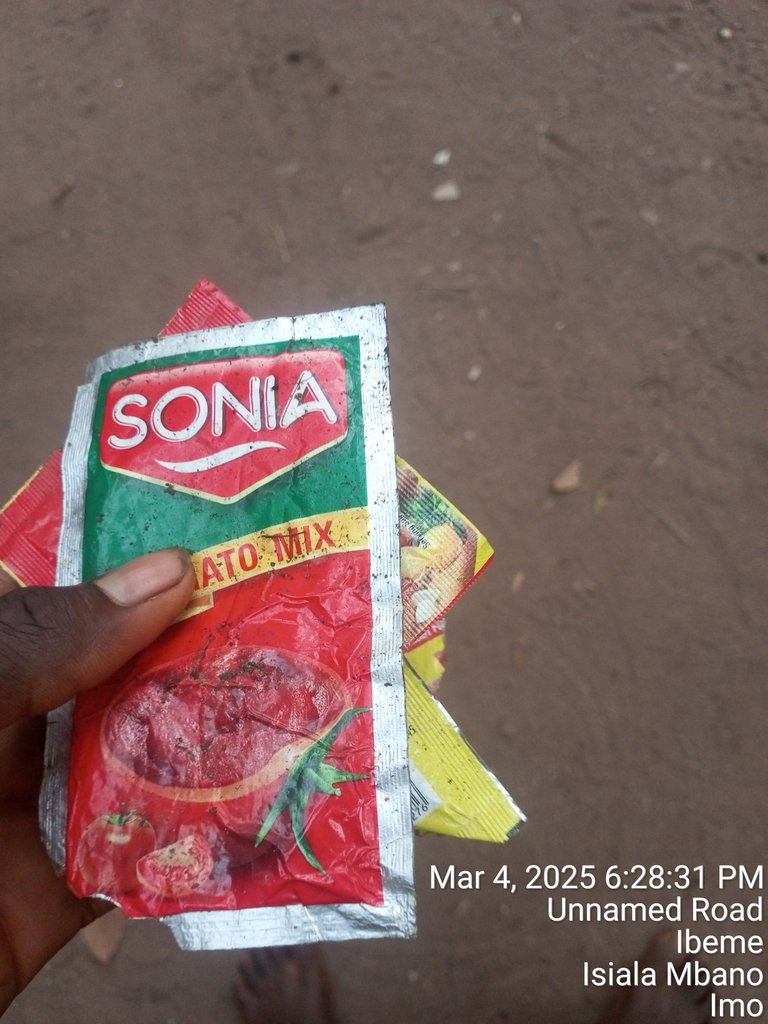 SONIA
ATO MIX
Mar 4, 2025 6:28:31 PM
Unnamed Road
Ibeme
Isiala Mbano
Imo